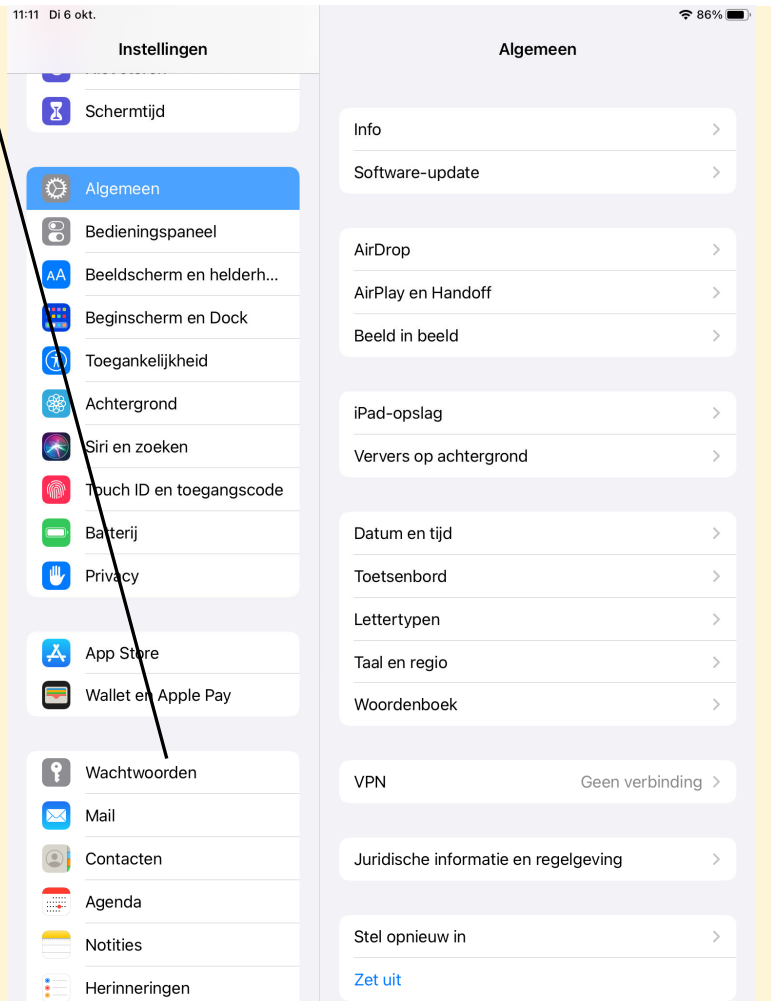 11:11 Di 6 okt.
86%
Instellingen
Schermtijd
Algemeen
Bedieningspaneel
AA
Beeldscherm en helderh...
Beginscherm en Dock
Toegankelijkheid
Achtergrond
Siri en zoeken
Touch ID en toegangscode
Batterij
Privacy
App Store
Wallet en Apple Pay
Wachtwoorden
Mail
Contacten
Agenda
Notities
Herinneringen
Algemeen
Info
Software-update
AirDrop
AirPlay en Handoff
Beeld in beeld
iPad-opslag
Ververs op achtergrond
Datum en tijd
Toetsenbord
Lettertypen
Taal en regio
Woordenboek
VPN Geen verbinding
Juridische informatie en regelgeving
Stel opnieuw in
Zet uit